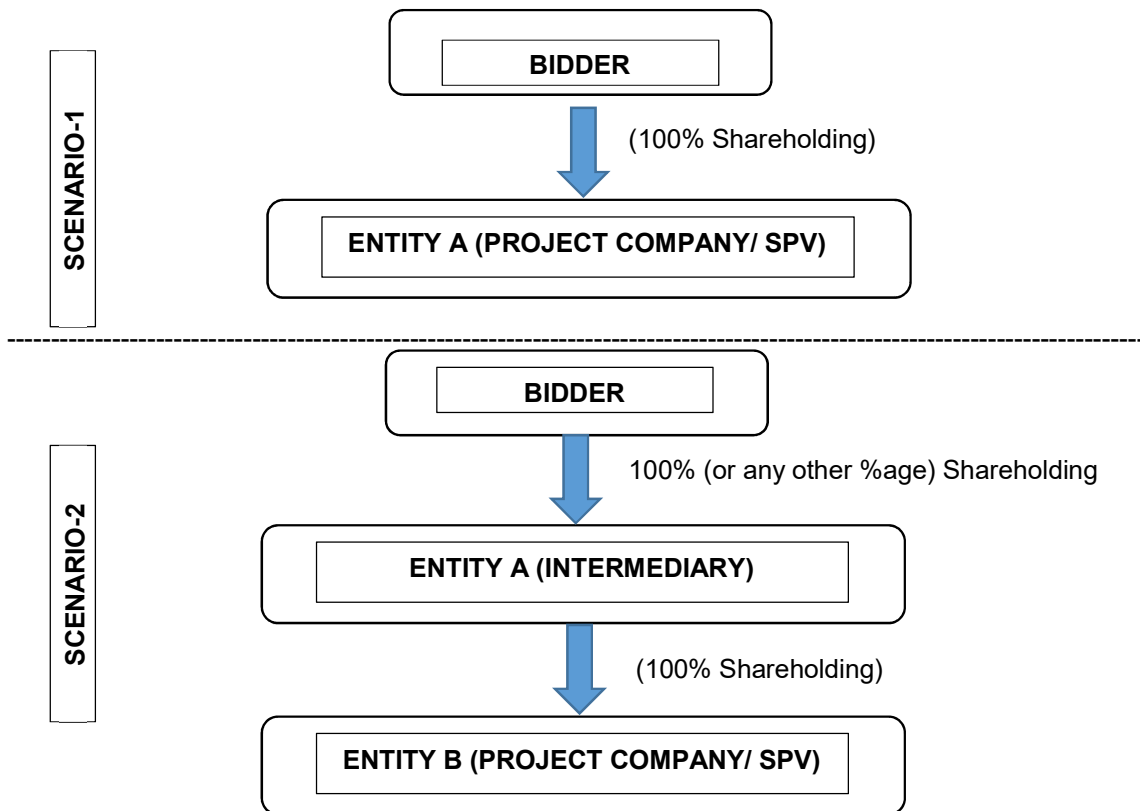 SCENARIO-1
BIDDER
(100% Shareholding)
ENTITY A (PROJECT COMPANY/ SPV)
SCENARIO-2
BIDDER
100% (or any other %age) Shareholding
ENTITY A (INTERMEDIARY)
(100% Shareholding)
ENTITY B (PROJECT COMPANY/ SPV)